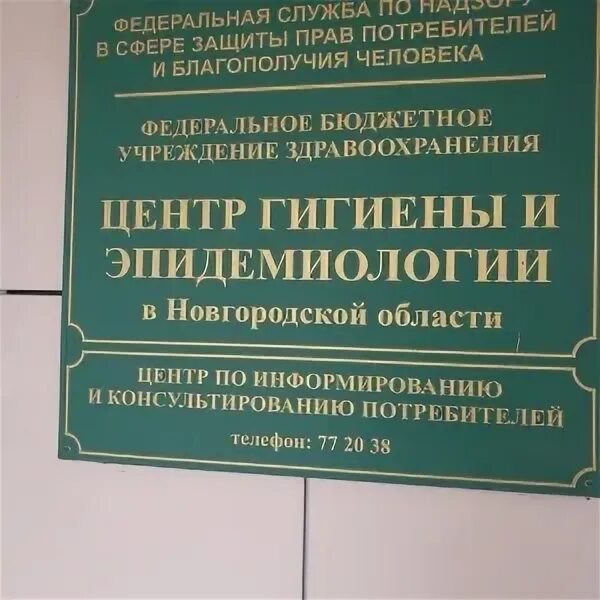 ФЕДЕРАЛЬНАЯ СЛУЖБА ПО НАДЗОРУ
В СФЕРЕ ЗАЩИТЫ ПРАВ ПОТРЕБИТЕЛЕЙ
И БЛАГОПОЛУЧИЯ ЧЕЛОВЕКА
ФЕДЕРАЛЬНОЕ БЮДЖЕТНОЕ
УЧРЕЖДЕНИЕ ЗДРАВООХРАНЕНИЯ
ЦЕНТР ГИГИЕНЫ И
ЭПИДЕМИОЛОГИИ
в Новгородской области
ЦЕНТР ПО ИНФОРМИРОВАНИЮ
И КОНСУЛЬТИРОВАНИЮ ПОТРЕБИТЕЛЕЙ
телефон: 77 20 38